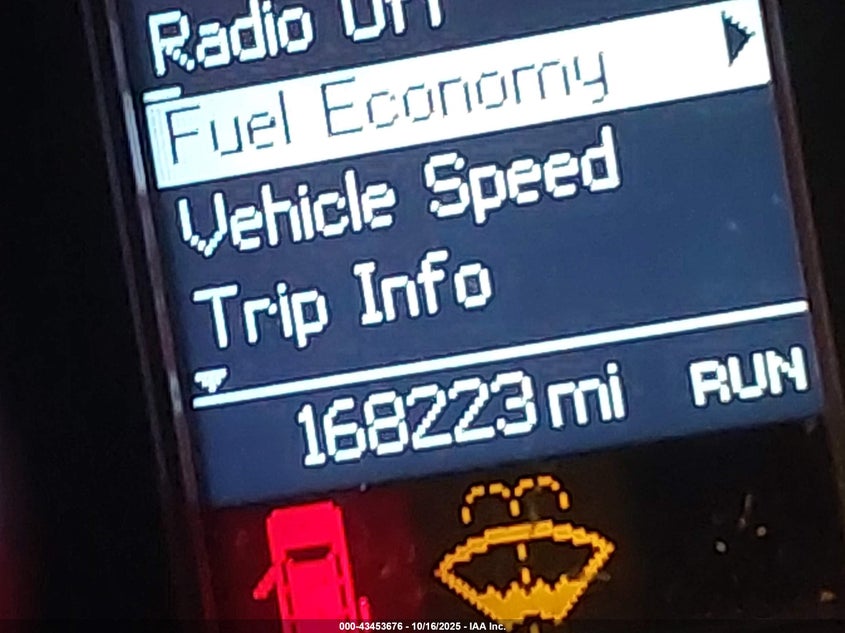 Radio Off
Fuel Economy
Vehicle Speed
Trip Info
168223 mi RUN
000-43453676 - 10/16/2025 - IAA Inc.